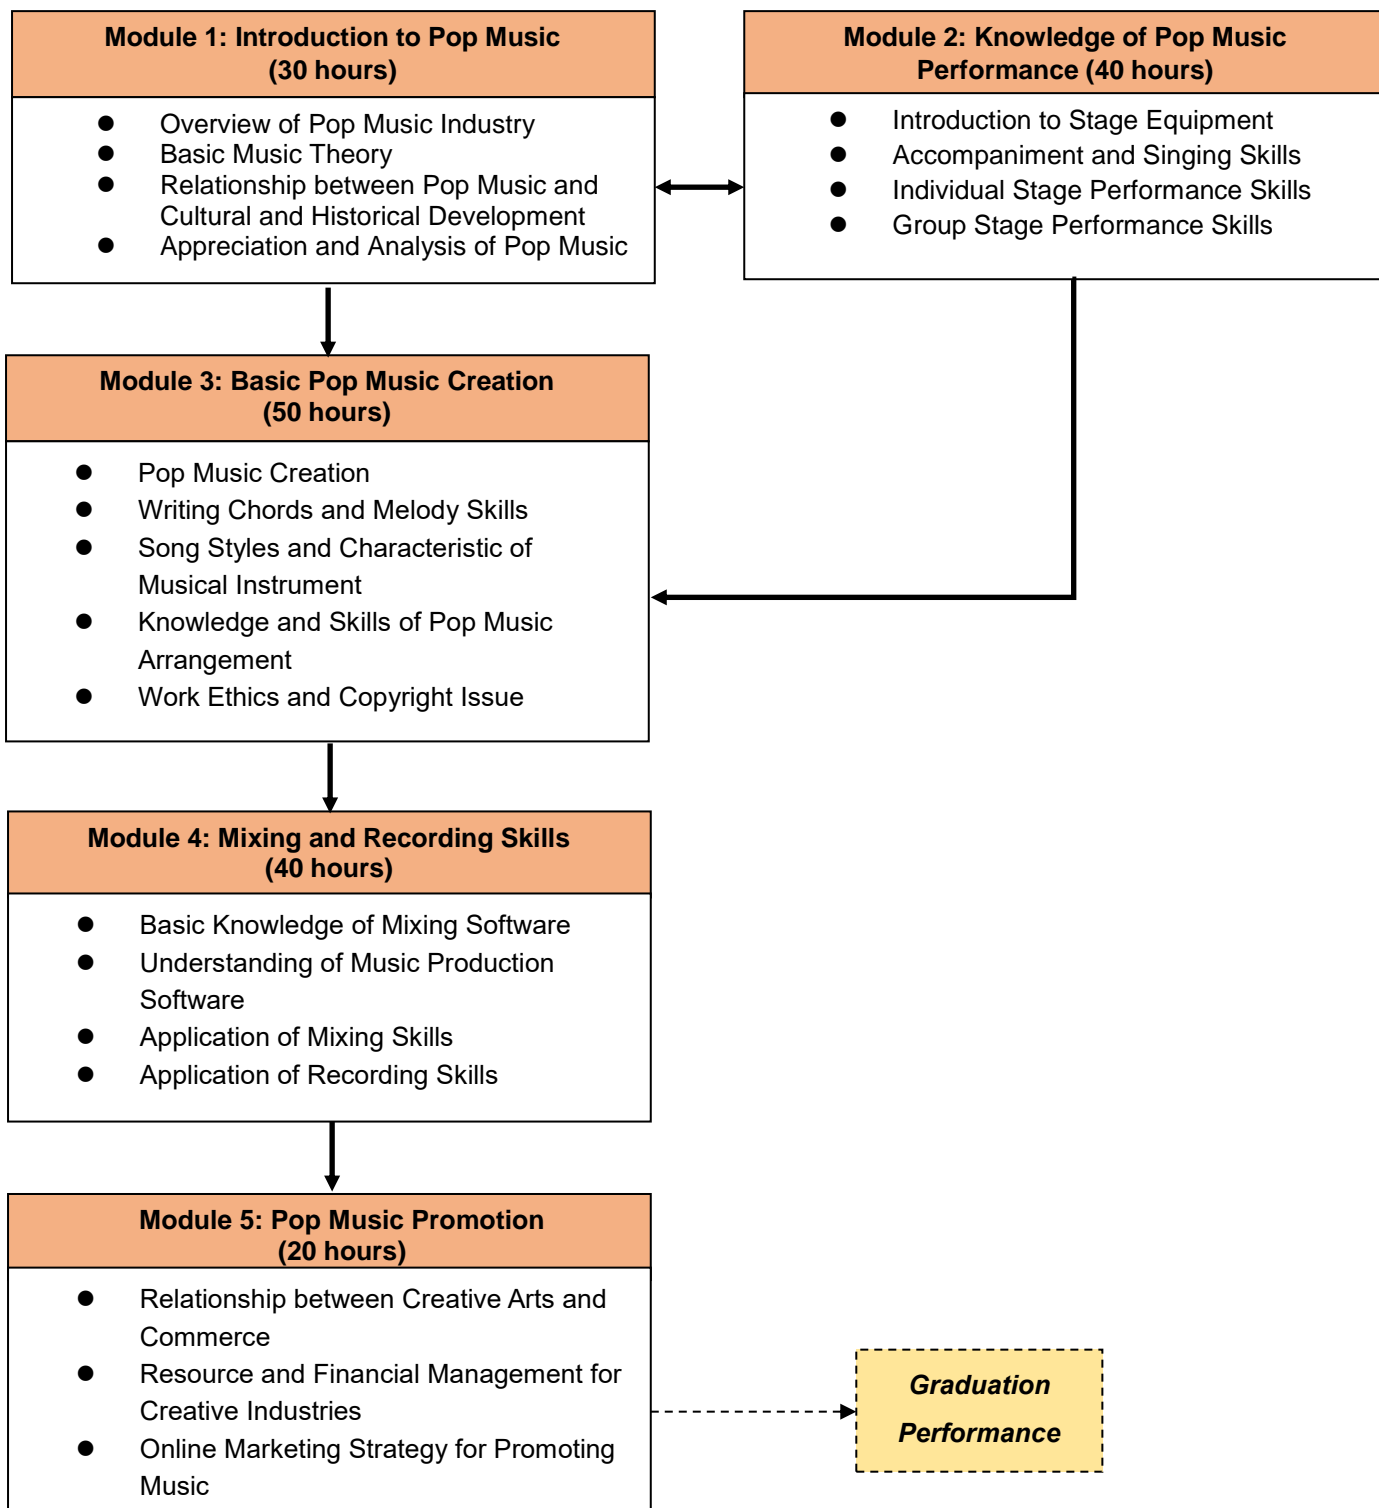 Module 1: Introduction to Pop Music
(30 hours)
● Overview of Pop Music Industry
● Basic Music Theory
● Relationship between Pop Music and
Cultural and Historical Development
● Appreciation and Analysis of Pop Music
Module 2: Knowledge of Pop Music
Performance (40 hours)
● Introduction to Stage Equipment
● Accompaniment and Singing Skills
● Individual Stage Performance Skills
● Group Stage Performance Skills
Module 3: Basic Pop Music Creation
(50 hours)
● Pop Music Creation
● Writing Chords and Melody Skills
● Song Styles and Characteristic of
Musical Instrument
● Knowledge and Skills of Pop Music
Arrangement
● Work Ethics and Copyright Issue
Module 4: Mixing and Recording Skills
(40 hours)
● Basic Knowledge of Mixing Software
● Understanding of Music Production
Software
● Application of Mixing Skills
● Application of Recording Skills
Module 5: Pop Music Promotion
(20 hours)
● Relationship between Creative Arts and
Commerce
● Resource and Financial Management for
Creative Industries
● Online Marketing Strategy for Promoting
Music
Graduation
Performance